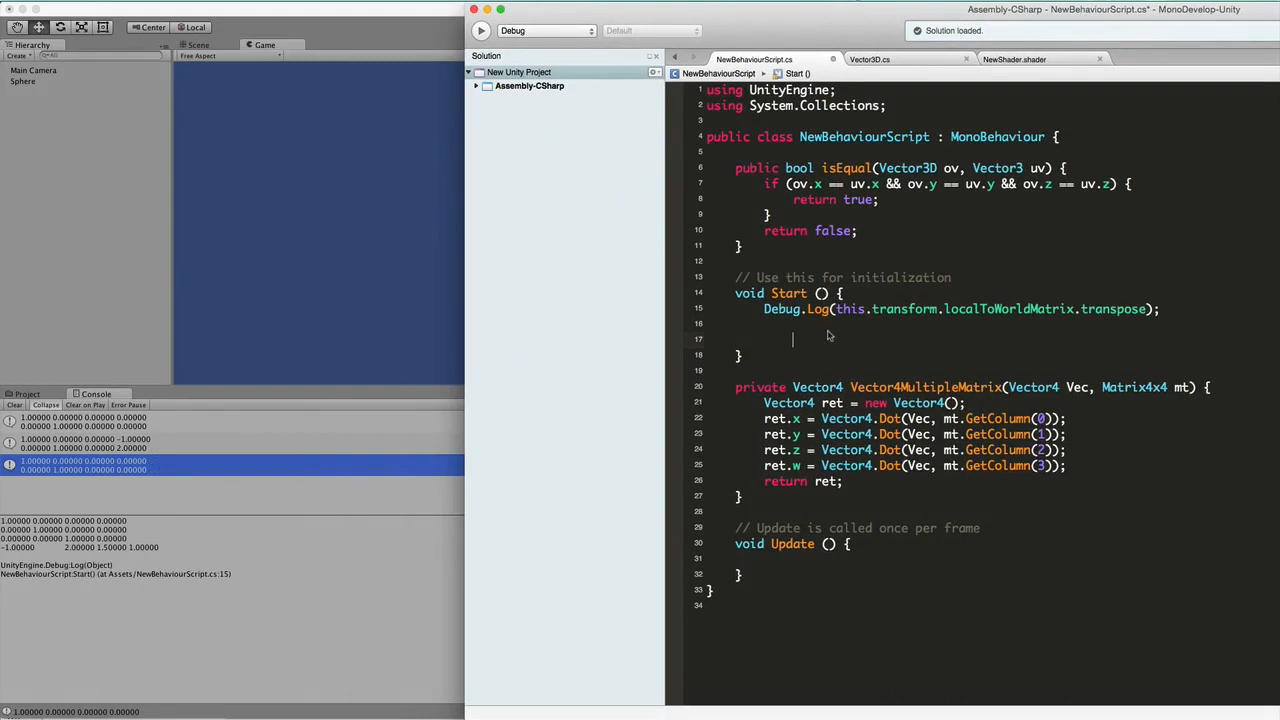 Center
Local
Hierarchy
Scene
Game
Create
All
Free Aspect
Main Camera
Sphere
Project
Console
Clear
Collapse
Clear on Play
Error Pause
1.00000 0.00000 0.00000 0.00000
0.00000 1.00000 0.00000 0.00000
1.00000 0.00000 0.00000 -1.00000
0.00000 1.00000 0.00000 2.00000
1.00000 0.00000 0.00000 0.00000
0.00000 1.00000 0.00000 0.00000
1.00000 0.00000 0.00000 0.00000
0.00000 1.00000 0.00000 0.00000
0.00000 0.00000 1.00000 0.00000
-1.00000 2.00000 1.50000 1.00000
UnityEngine.Debug:Log(Object)
NewBehaviourScript:Start() (at Assets/NewBehaviourScript.cs:15)
1.00000 0.00000 0.00000 0.00000
Assembly-CSharp - NewBehaviourScript.cs* - MonoDevelop-Unity
Debug
Default
Solution loaded.
Solution
New Unity Project
Assembly-CSharp
NewBehaviourScript.cs
Vector3D.cs
NewShader.shader
NewBehaviourScript
Start ()
1 using UnityEngine;
2 using System.Collections;
3
4 public class NewBehaviourScript : MonoBehaviour {
5
6 public bool isEqual(Vector3D ov, Vector3 uv) {
7 if (ov.x == uv.x && ov.y == uv.y && ov.z == uv.z) {
8 return true;
9 }
10 return false;
11 }
12
13 // Use this for initialization
14 void Start () {
15 Debug.Log(this.transform.localToWorldMatrix.transpose);
16
17
18 }
19
20 private Vector4 Vector4MultipleMatrix(Vector4 Vec, Matrix4x4 mt) {
21 Vector4 ret = new Vector4();
22 ret.x = Vector4.Dot(Vec, mt.GetColumn(0));
23 ret.y = Vector4.Dot(Vec, mt.GetColumn(1));
24 ret.z = Vector4.Dot(Vec, mt.GetColumn(2));
25 ret.w = Vector4.Dot(Vec, mt.GetColumn(3));
26 return ret;
27 }
28
29 // Update is called once per frame
30 void Update () {
31
32 }
33 }
34